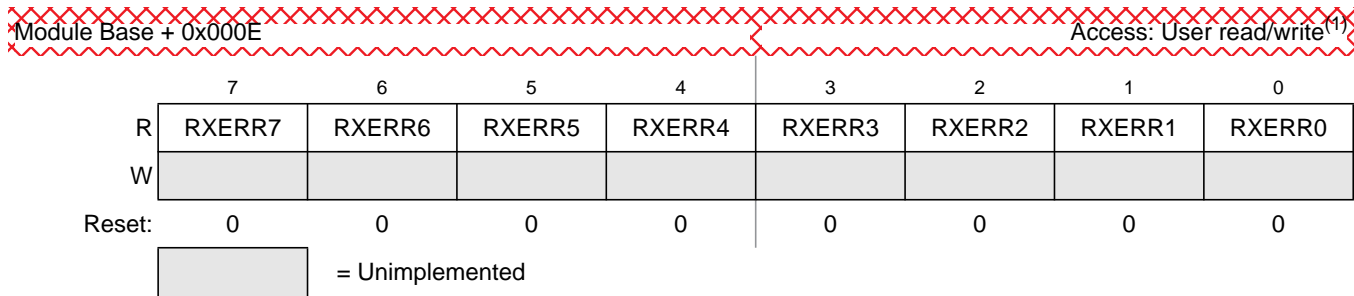 Module Base + 0x000E Access: User read/write(1)
7 6 5 4 3 2 1 0
R RXERR7 RXERR6 RXERR5 RXERR4 RXERR3 RXERR2 RXERR1 RXERR0
W
Reset: 0 0 0 0 0 0 0 0
= Unimplemented